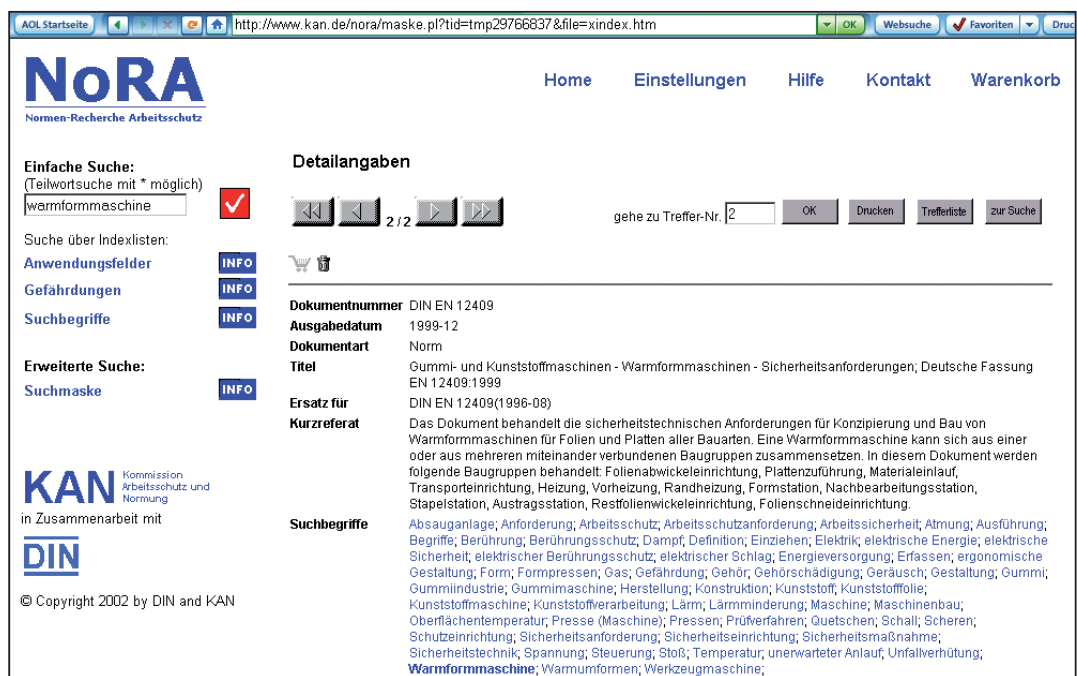 AOL Startseite
http://www.kan.de/nora/maske.pl?tid=tmp29766837&file=xindex.htm
OK
Websuche
Favoriten
NoRA
Normen-Recherche Arbeitsschutz
Home Einstellungen Hilfe Kontakt Warenkorb
Einfache Suche:
(Teilwortsuche mit * möglich)
warmformmaschine
Suche über Indexlisten:
Anwendungsfelder INFO
Gefährdungen INFO
Suchbegriffe INFO
Erweiterte Suche:
Suchmaske INFO
KAN Kommission
Arbeitsschutz und
Normung
in Zusammenarbeit mit
DIN
© Copyright 2002 by DIN and KAN
Detailangaben
2/2
gehe zu Treffer-Nr. 2 OK Drucken Trefferliste zur Suche
Dokumentnummer DIN EN 12409
Ausgabedatum 1999-12
Dokumentart Norm
Titel Gummi- und Kunststoffmaschinen - Warmformmaschinen - Sicherheitsanforderungen; Deutsche Fassung
EN 12409:1999
Ersatz für DIN EN 12409(1996-08)
Kurzreferat Das Dokument behandelt die sicherheitstechnischen Anforderungen für Konzipierung und Bau von
Warmformmaschinen für Folien und Platten aller Bauarten. Eine Warmformmaschine kann sich aus einer
oder aus mehreren miteinander verbundenen Baugruppen zusammensetzen. In diesem Dokument werden
folgende Baugruppen behandelt: Folienabwickeleinrichtung, Plattenzuführung, Materialeinlauf,
Transporteinrichtung, Heizung, Vorheizung, Randheizung, Formstation, Nachbearbeitungsstation,
Stapelstation, Austragsstation, Restfolienwickeleinrichtung, Folienschneideinrichtung.
Suchbegriffe Absauganlage; Anforderung; Arbeitsschutz; Arbeitsschutzanforderung; Arbeitssicherheit; Atmung; Ausführung;
Begriffe; Berührung; Berührungsschutz; Dampf; Definition; Einziehen; Elektrik; elektrische Energie; elektrische
Sicherheit; elektrischer Berührungsschutz; elektrischer Schlag; Energieversorgung; Erfassen; ergonomische
Gestaltung; Form; Formpressen; Gas; Gefährdung; Gehör; Gehörschädigung; Geräusch; Gestaltung; Gummi;
Gummiindustrie; Gummimaschine; Herstellung; Konstruktion; Kunststoff; Kunststofffolie;
Kunststoffmaschine; Kunststoffverarbeitung; Lärm; Lärmminderung; Maschine; Maschinenbau;
Oberflächentemperatur; Presse (Maschine); Pressen; Prüfverfahren; Quetschen; Schall; Scheren;
Schutzeinrichtung; Sicherheitsanforderung; Sicherheitseinrichtung; Sicherheitsmaßnahme;
Sicherheitstechnik; Spannung; Steuerung; Stoß; Temperatur; unerwarteter Anlauf; Unfallverhütung;
Warmformmaschine; Warmumformen; Werkzeugmaschine;